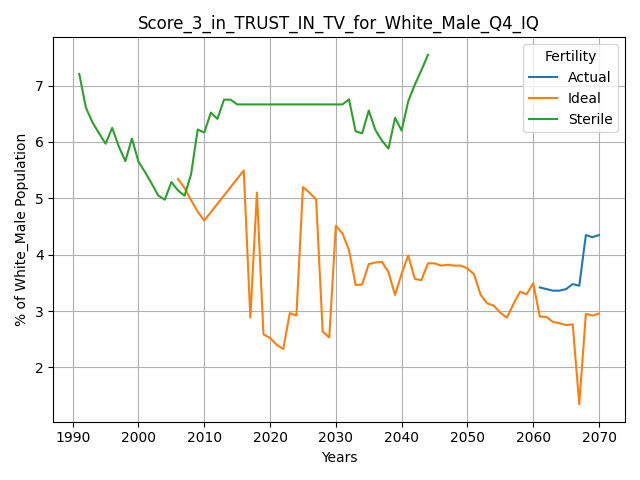 Score_3_in_TRUST_IN_TV_for_White_Male_Q4_IQ
% of White_Male Population
7
6
5
4
3
2
Fertility
Actual
Ideal
Sterile
1990 2000 2010 2020 2030 2040 2050 2060 2070
Years